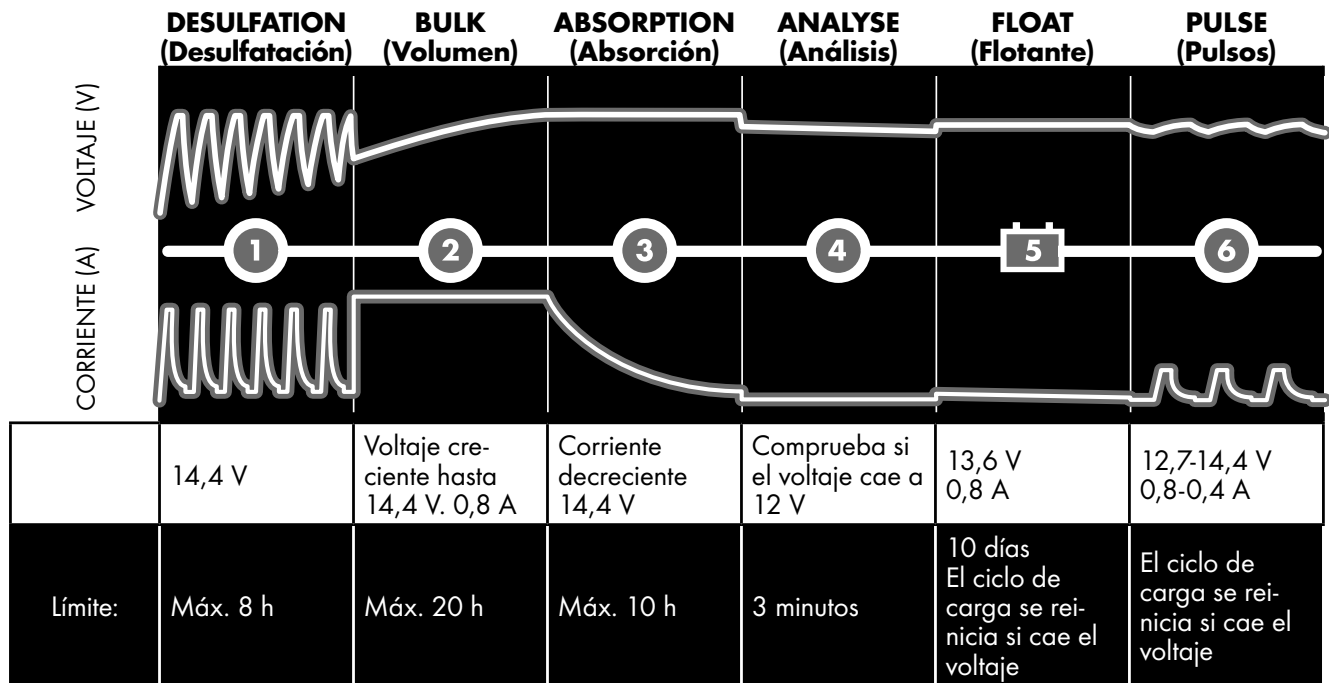 DESULFATION
(Desulfatación)
BULK
(Volumen)
ABSORPTION
(Absorción)
ANALYSE
(Análisis)
FLOAT
(Flotante)
PULSE
(Pulsos)
VOLTAJE (V)
CORRIENTE (A)
1
2
3
4
5
6
14,4 V
Voltaje cre-
ciente hasta
14,4 V. 0,8 A
Corriente
decreciente
14,4 V
Comprueba si
el voltaje cae a
12 V
13,6 V
0,8 A
12,7-14,4 V
0,8-0,4 A
Límite:
Máx. 8 h
Máx. 20 h
Máx. 10 h
3 minutos
10 días
El ciclo de
carga se rei-
nicia si cae el
voltaje
El ciclo de
carga se rei-
nicia si cae el
voltaje